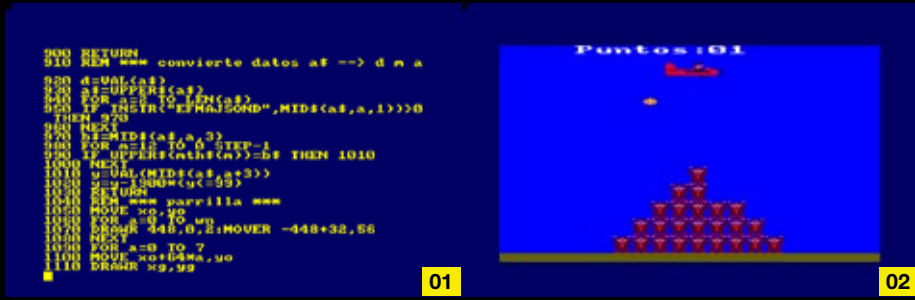 900 RETURN
910 REM *** convierte datos a$ --> d m a
920 d=VAL(a$)
930 a$=UPPER$(a$)
940 FOR a=2 TO LEN(a$)
950 IF INSTR("EFMAJSOND",MID$(a$,a,1))>0
THEN 970
960 NEXT
970 b$=MID$(a$,a,3)
980 FOR m=12 TO 0 STEP-1
990 IF UPPER$(mth$(m))=b$ THEN 1010
1000 NEXT
1010 y=VAL(MID$(a$,a+3))
1020 y=y-1900*(y<=99)
1030 RETURN
1040 REM *** parrilla ***
1050 MOVE xo,yo
1060 FOR a=0 TO wn
1070 DRAWR 448,0,2:MOVER -448+32,56
1080 NEXT
1090 FOR a=0 TO 7
1100 MOVE xo+64*a,yo
1110 DRAWR xg,yg
01
Puntos:01
02